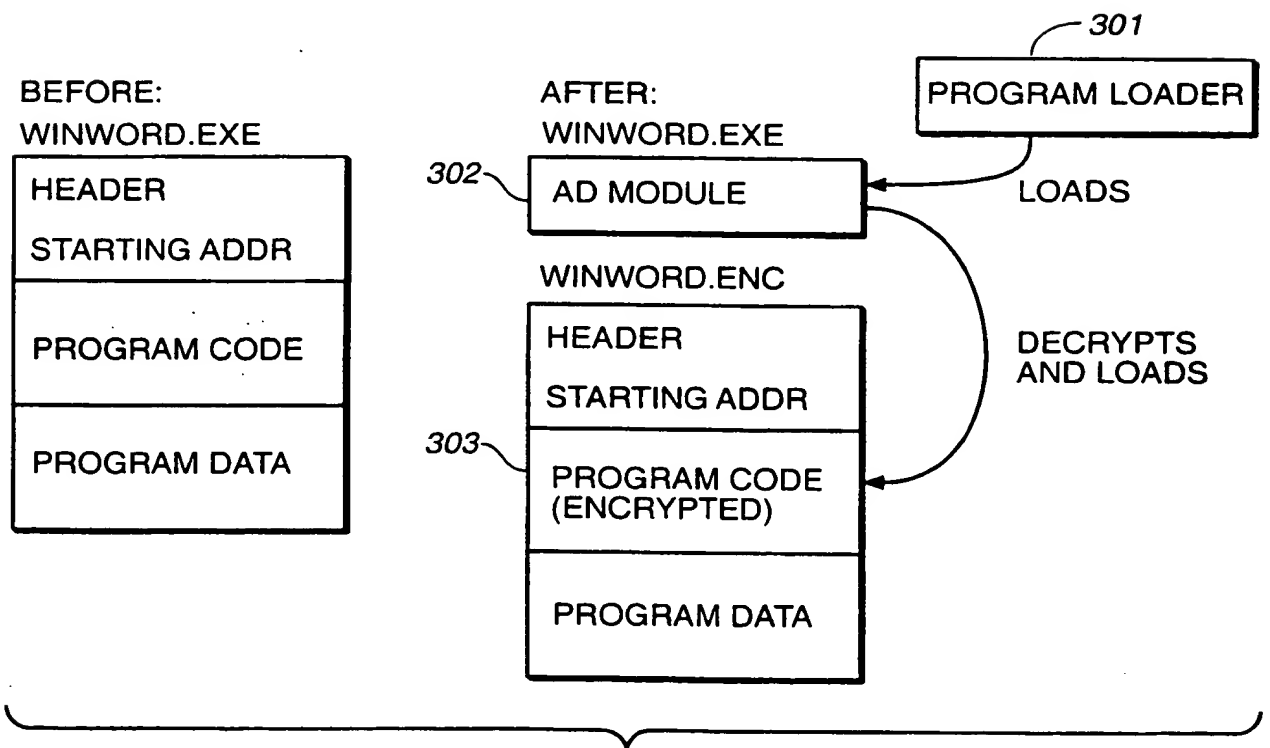 301
PROGRAM LOADER
LOADS
BEFORE:
WINWORD.EXE
HEADER
STARTING ADDR
PROGRAM CODE
PROGRAM DATA
AFTER:
WINWORD.EXE
302
AD MODULE
WINWORD.ENC
HEADER
STARTING ADDR
303
PROGRAM CODE
(ENCRYPTED)
PROGRAM DATA
DECRYPTS
AND LOADS